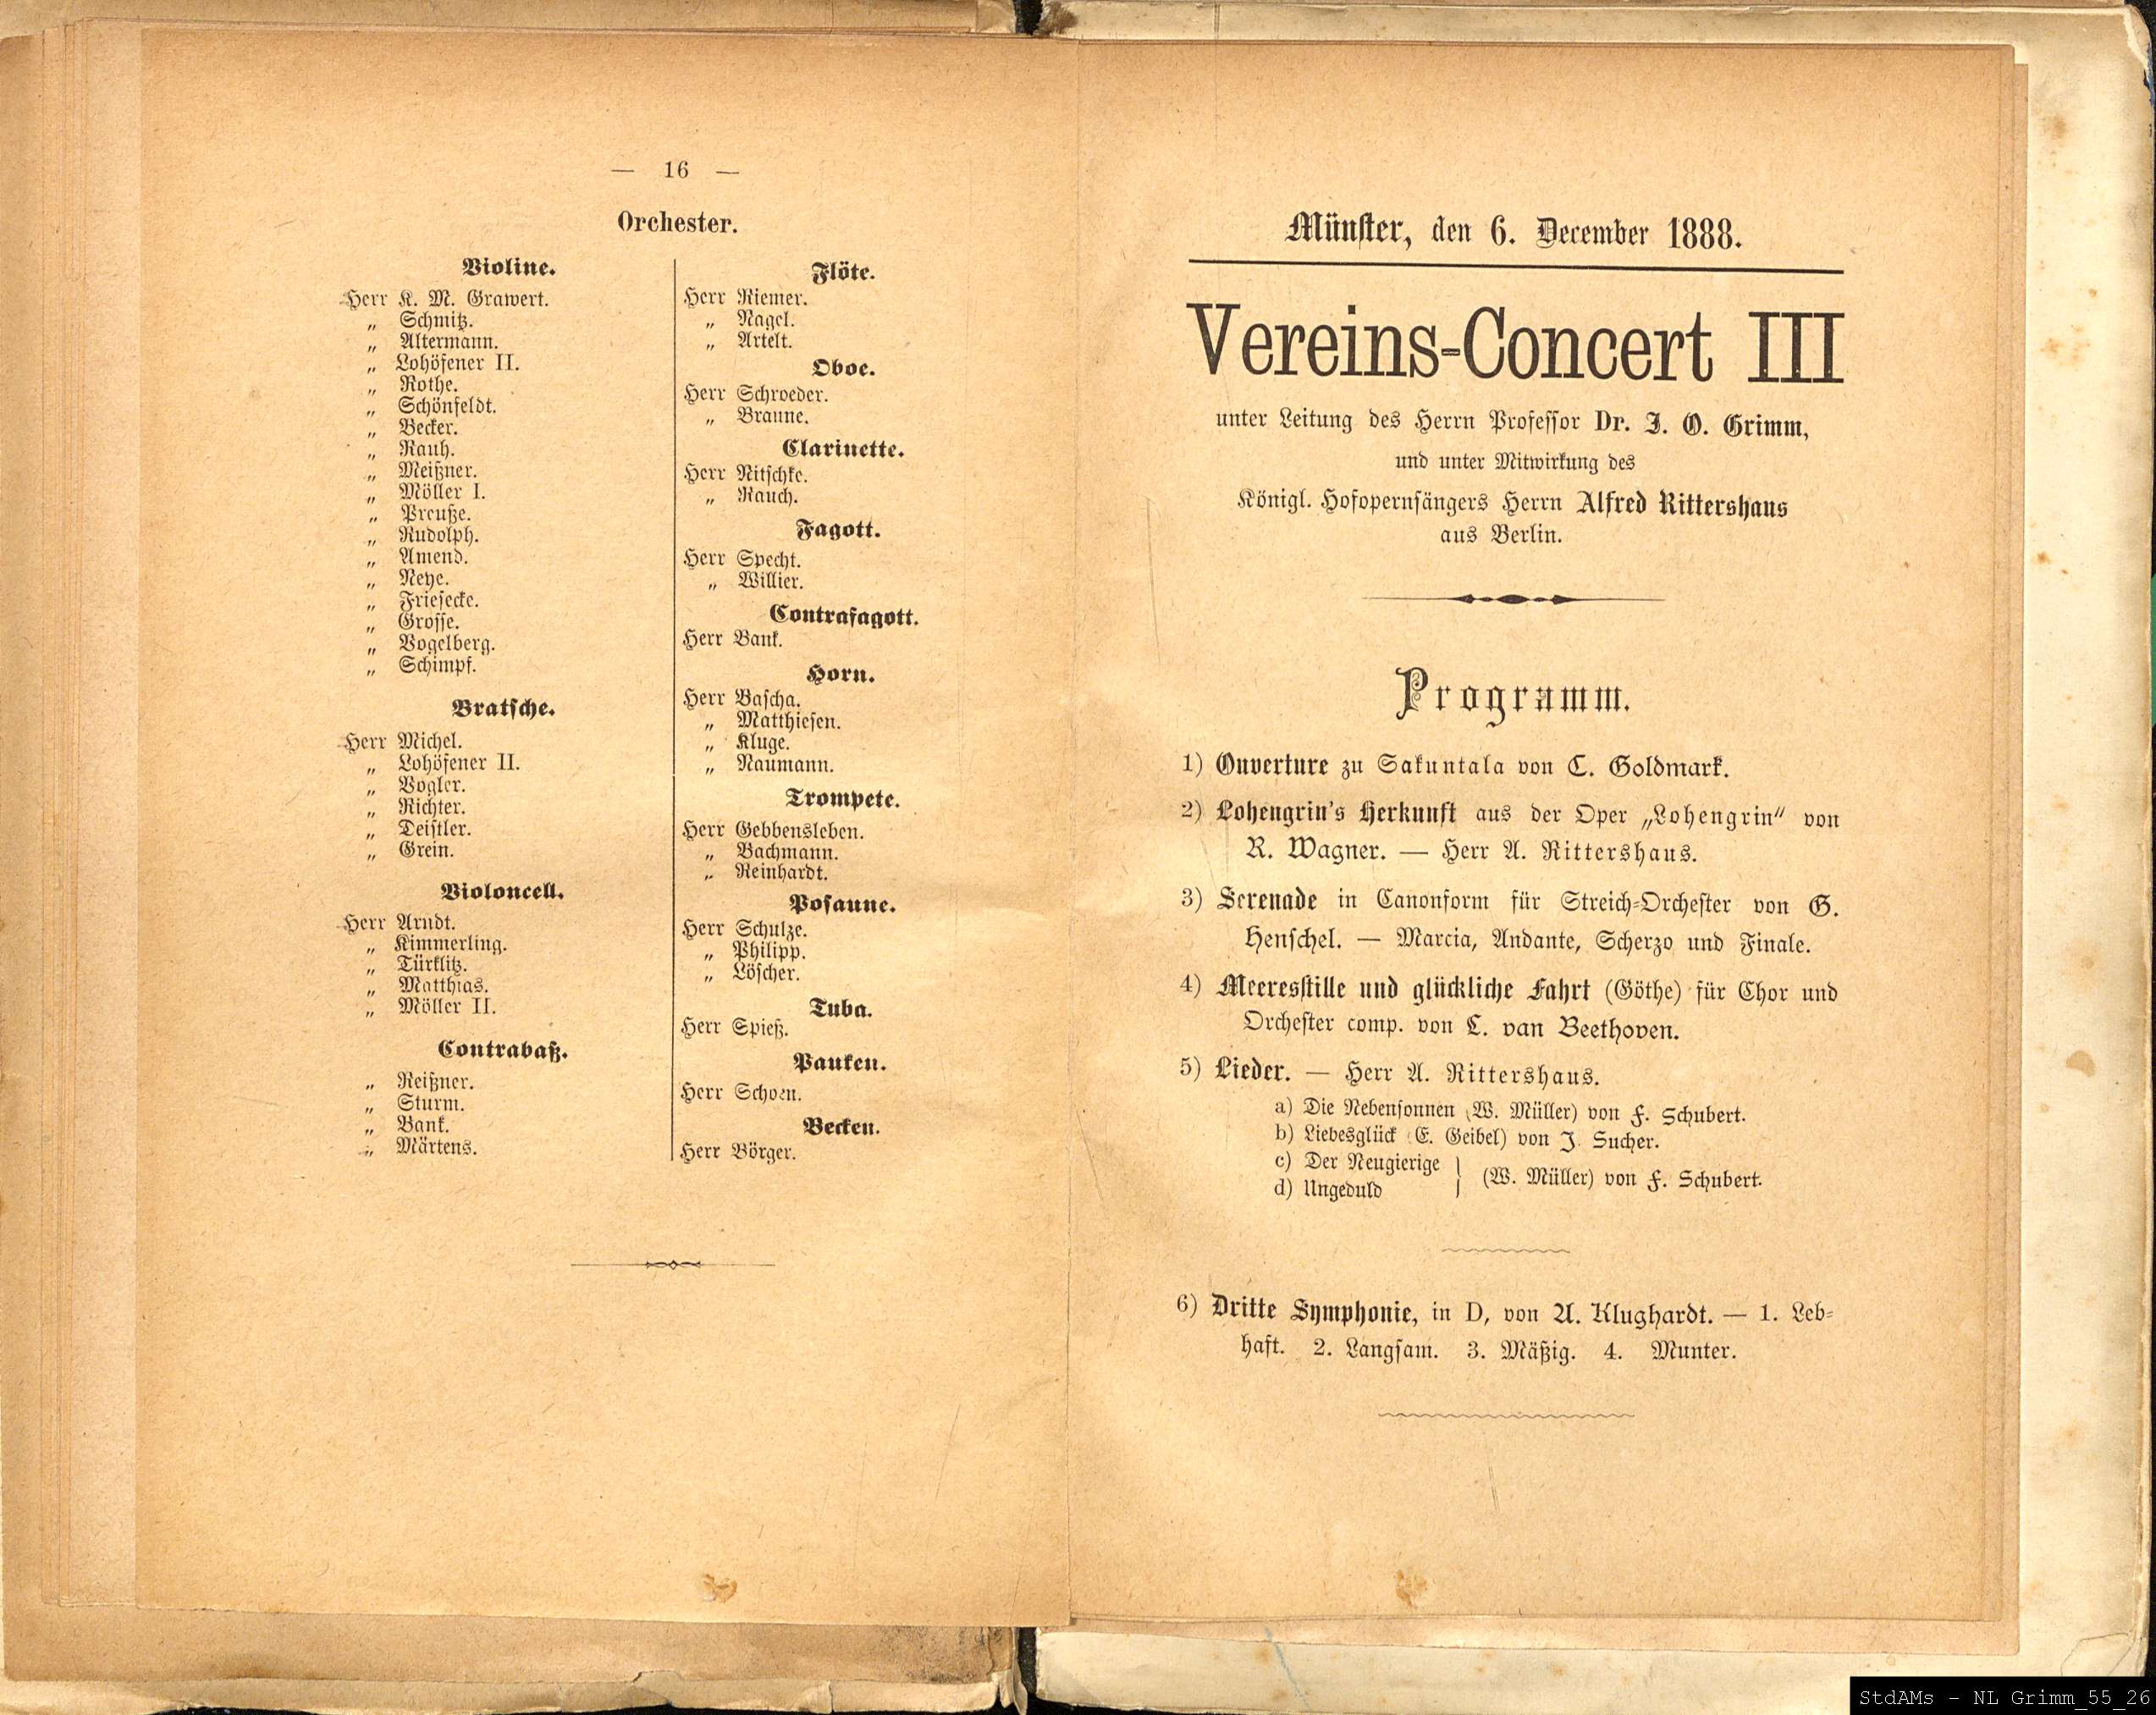 — 16 —
Orchester.
Violine.
Herr K. M. Grawert.
„ Schmitz.
„ Altermann.
„ Lohöfener II.
„ Rothe.
„ Schönfeldt.
„ Becker.
„ Rauh.
„ Meißner.
„ Möller I.
„ Preuße.
„ Rudolph.
„ Amend.
„ Neye.
„ Friesecke.
„ Grosse.
„ Vogelberg.
„ Schimpf.
Bratsche.
Herr Michel.
„ Lohöfener II.
„ Vogler.
„ Richter.
„ Deistler.
„ Grein.
Violoncell.
Herr Arndt.
„ Kimmerling.
„ Türklitz.
„ Matthias.
„ Möller II.
Contrabaß.
„ Reißner.
„ Sturm.
„ Bank.
„ Märtens.
Flöte.
Herr Riemer.
„ Nagel.
„ Artelt.
Oboe.
Herr Schroeder.
„ Braune.
Clarinette.
Herr Nitschke.
„ Rauch.
Fagott.
Herr Specht.
„ Willier.
Contrafagott.
Herr Bank.
Horn.
Herr Bascha.
„ Matthiesen.
„ Kluge.
„ Naumann.
Trompete.
Herr Gebbensleben.
„ Bachmann.
„ Reinhardt.
Posaune.
Herr Schulze.
„ Philipp.
„ Löscher.
Tuba.
Herr Spieß.
Pauken.
Herr Schoen.
Becken.
Herr Börger.
Münster, den 6. December 1888.
Vereins-Concert III
unter Leitung des Herrn Professor Dr. J. O. Grimm,
und unter Mitwirkung des
Königl. Hofopernsängers Herrn Alfred Rittershaus
aus Berlin.
Programm.
1) Ouverture zu Sakuntala von C. Goldmark.
2) Lohengrin's Herkunft aus der Oper „Lohengrin" von
R. Wagner. — Herr A. Rittershaus.
3) Serenade in Canonform für Streich-Orchester von G.
Henschel. — Marcia, Andante, Scherzo und Finale.
4) Meeresstille und glückliche Fahrt (Göthe) für Chor und
Orchester comp. von L. van Beethoven.
5) Lieder. — Herr A. Rittershaus.
a) Die Nebensonnen (W. Müller) von F. Schubert.
b) Liebesglück (E. Geibel) von J. Sucher.
c) Der Neugierige
d) Ungeduld } (W. Müller) von F. Schubert.
6) Dritte Symphonie, in D, von A. Klughardt. — 1. Leb-
haft. 2. Langsam. 3. Mäßig. 4. Munter.
StdAMs - NL Grimm_55_26